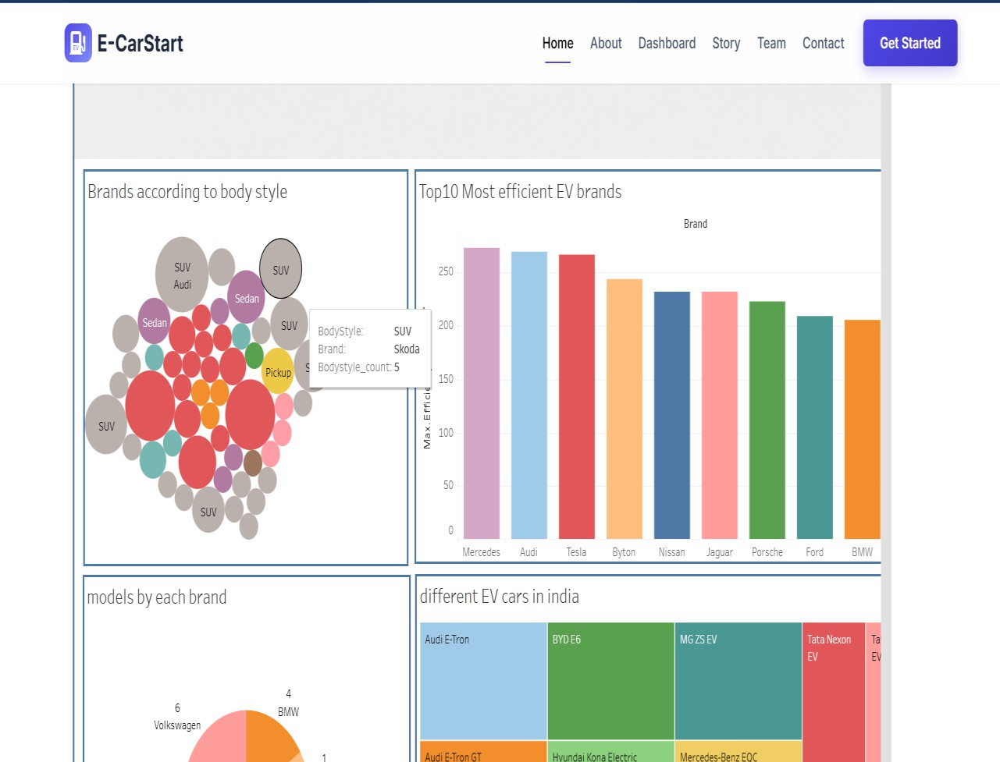 EV
E-CarStart
Home
About
Dashboard
Story
Team
Contact
Get Started
Brands according to body style
SUV
Audi
SUV
Sedan
Sedan
SUV
Pickup
SUV
SUV
BodyStyle: SUV
Brand: Skoda
Bodystyle_count: 5
Top10 Most efficient EV brands
Brand
250
200
150
100
50
0
Max. Efficie
Mercedes
Audi
Tesla
Byton
Nissan
Jaguar
Porsche
Ford
BMW
models by each brand
6
Volkswagen
4
BMW
1
different EV cars in india
Audi E-Tron
BYD E6
MG ZS EV
Tata Nexon
EV
Ta
EV
Audi E-Tron GT
Hyundai Kona Electric
Mercedes-Benz EQC